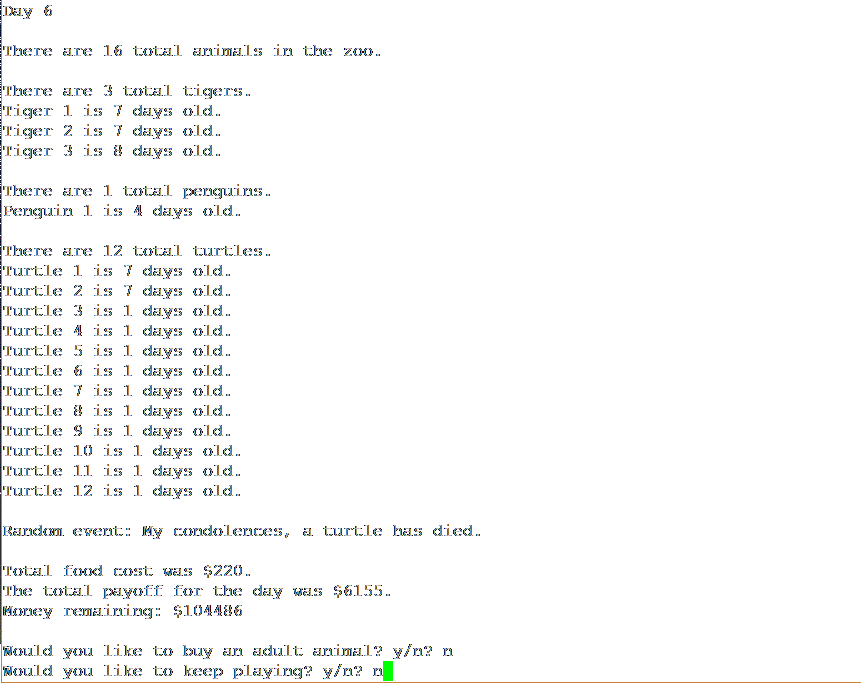 Day 6
There are 16 total animals in the zoo.
There are 3 total tigers.
Tiger 1 is 7 days old.
Tiger 2 is 7 days old.
Tiger 3 is 8 days old.
There are 1 total penguins.
Penguin 1 is 4 days old.
There are 12 total turtles.
Turtle 1 is 7 days old.
Turtle 2 is 7 days old.
Turtle 3 is 1 days old.
Turtle 4 is 1 days old.
Turtle 5 is 1 days old.
Turtle 6 is 1 days old.
Turtle 7 is 1 days old.
Turtle 8 is 1 days old.
Turtle 9 is 1 days old.
Turtle 10 is 1 days old.
Turtle 11 is 1 days old.
Turtle 12 is 1 days old.
Random event: My condolences, a turtle has died.
Total food cost was $220.
The total payoff for the day was $6155.
Money remaining: $104486
Would you like to buy an adult animal? y/n? n
Would you like to keep playing? y/n? n